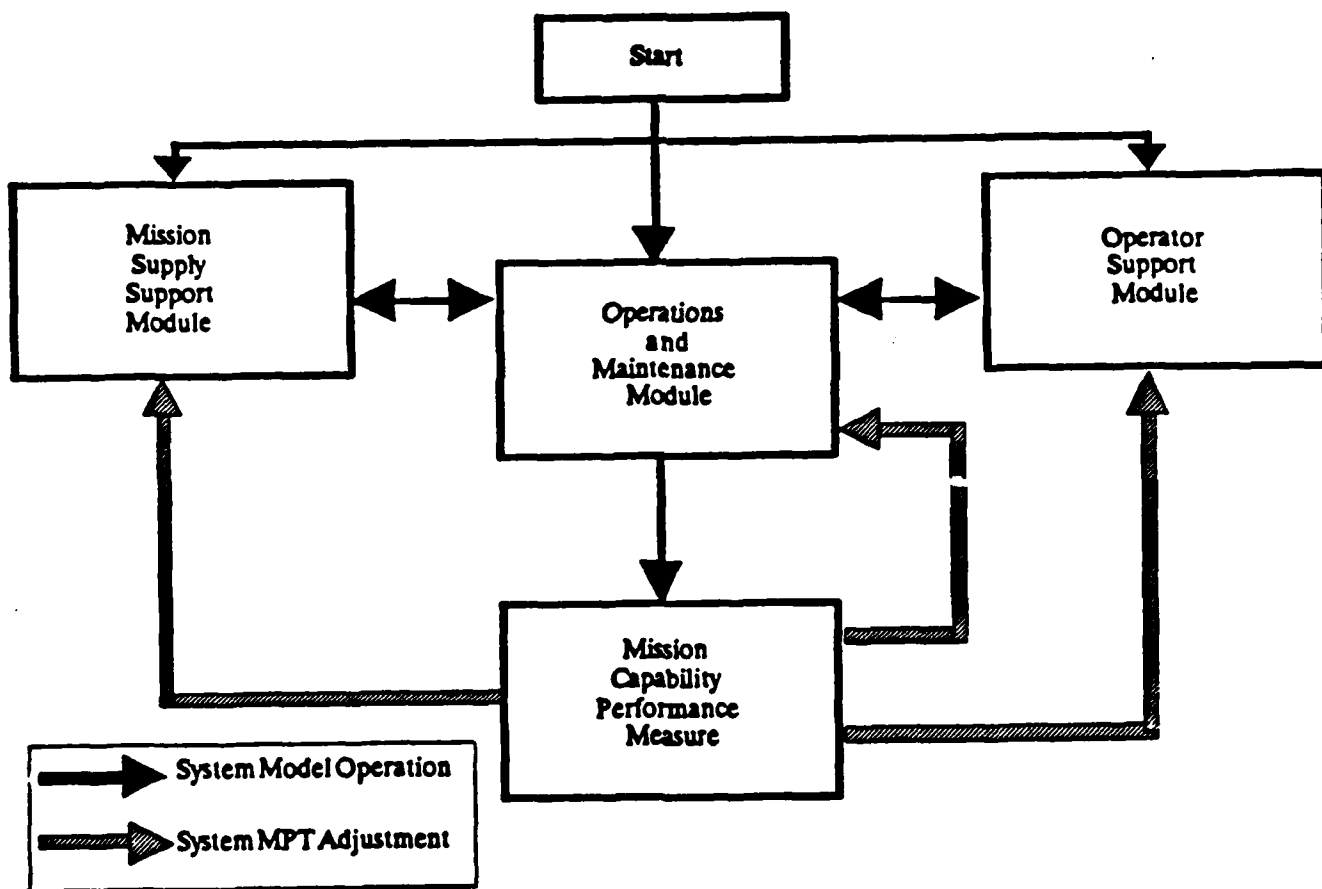 Start
Mission
Supply
Support
Module
Operations
and
Maintenance
Module
Operator
Support
Module
Mission
Capability
Performance
Measure
System Model Operation
System MPT Adjustment